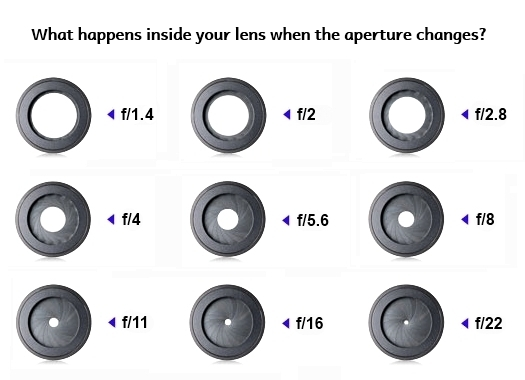 What happens inside your lens when the aperture changes?
f/1.4
f/2
f/2.8
f/4
f/5.6
f/8
f/11
f/16
f/22